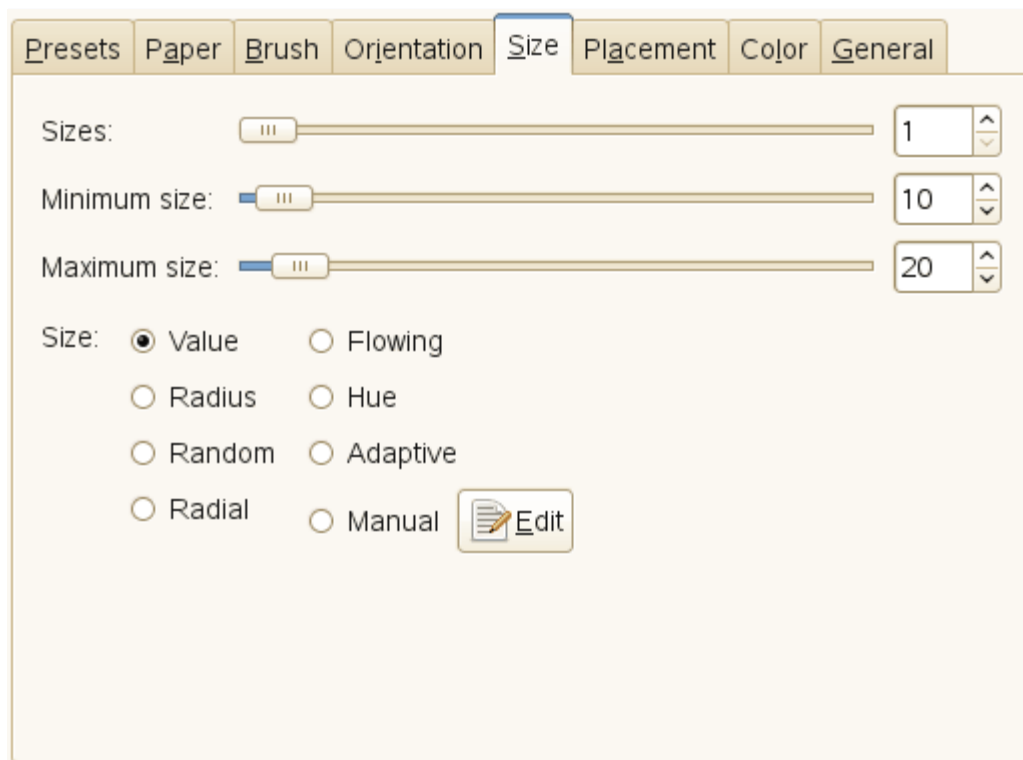 Presets Paper Brush Orientation Size Placement Color General
Sizes: 1
Minimum size: 10
Maximum size: 20
Size: Value Flowing
Radius Hue
Random Adaptive
Radial Manual Edit